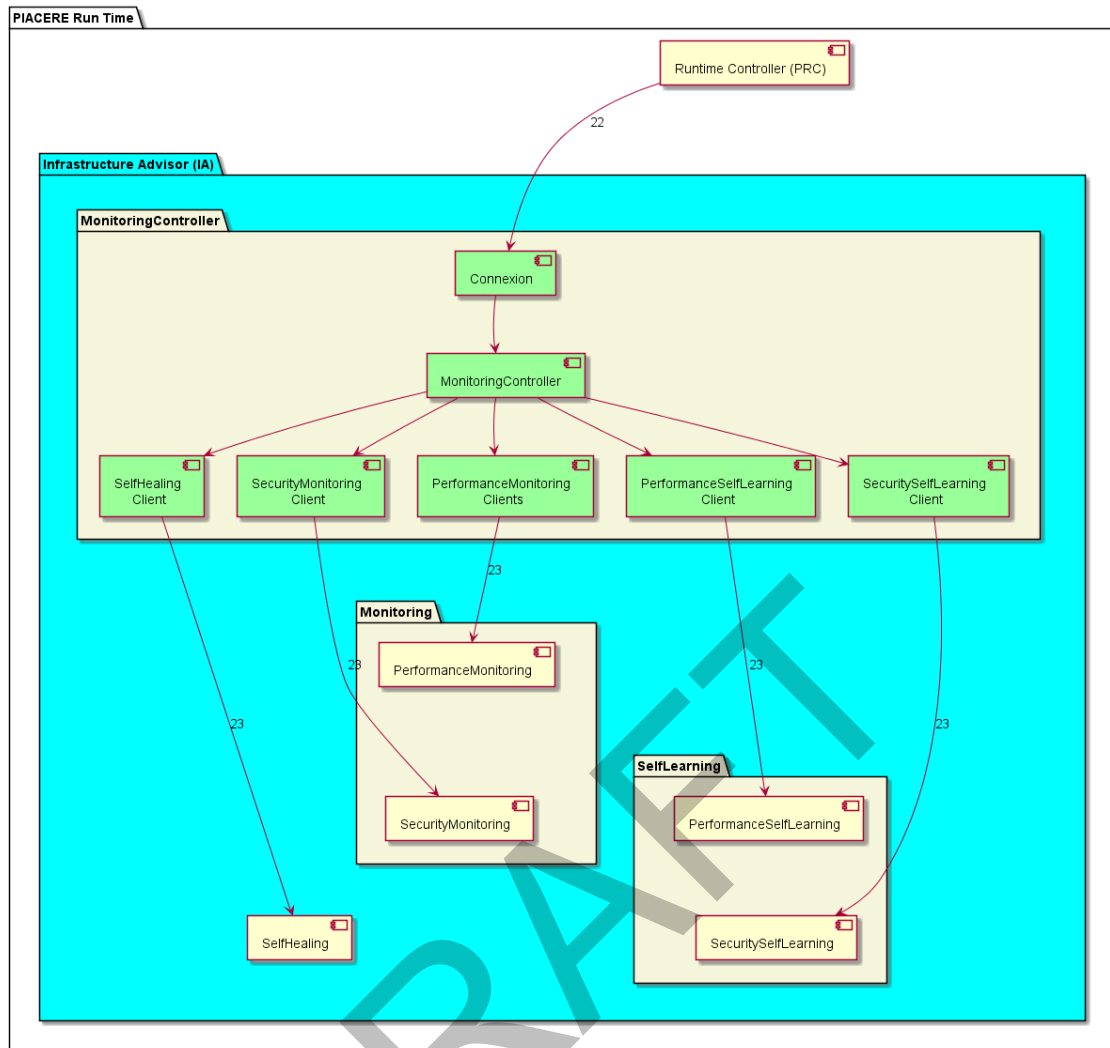 PIACERE Run Time
Runtime Controller (PRC)
22
Infrastructure Advisor (IA)
MonitoringController
Connexion
MonitoringController
SelfHealing
Client
SecurityMonitoring
Client
PerformanceMonitoring
Clients
PerformanceSelfLearning
Client
SecuritySelfLearning
Client
23
Monitoring
PerformanceMonitoring
23
23
23
23
SelfLearning
SecurityMonitoring
PerformanceSelfLearning
SelfHealing
SecuritySelfLearning
RAFT